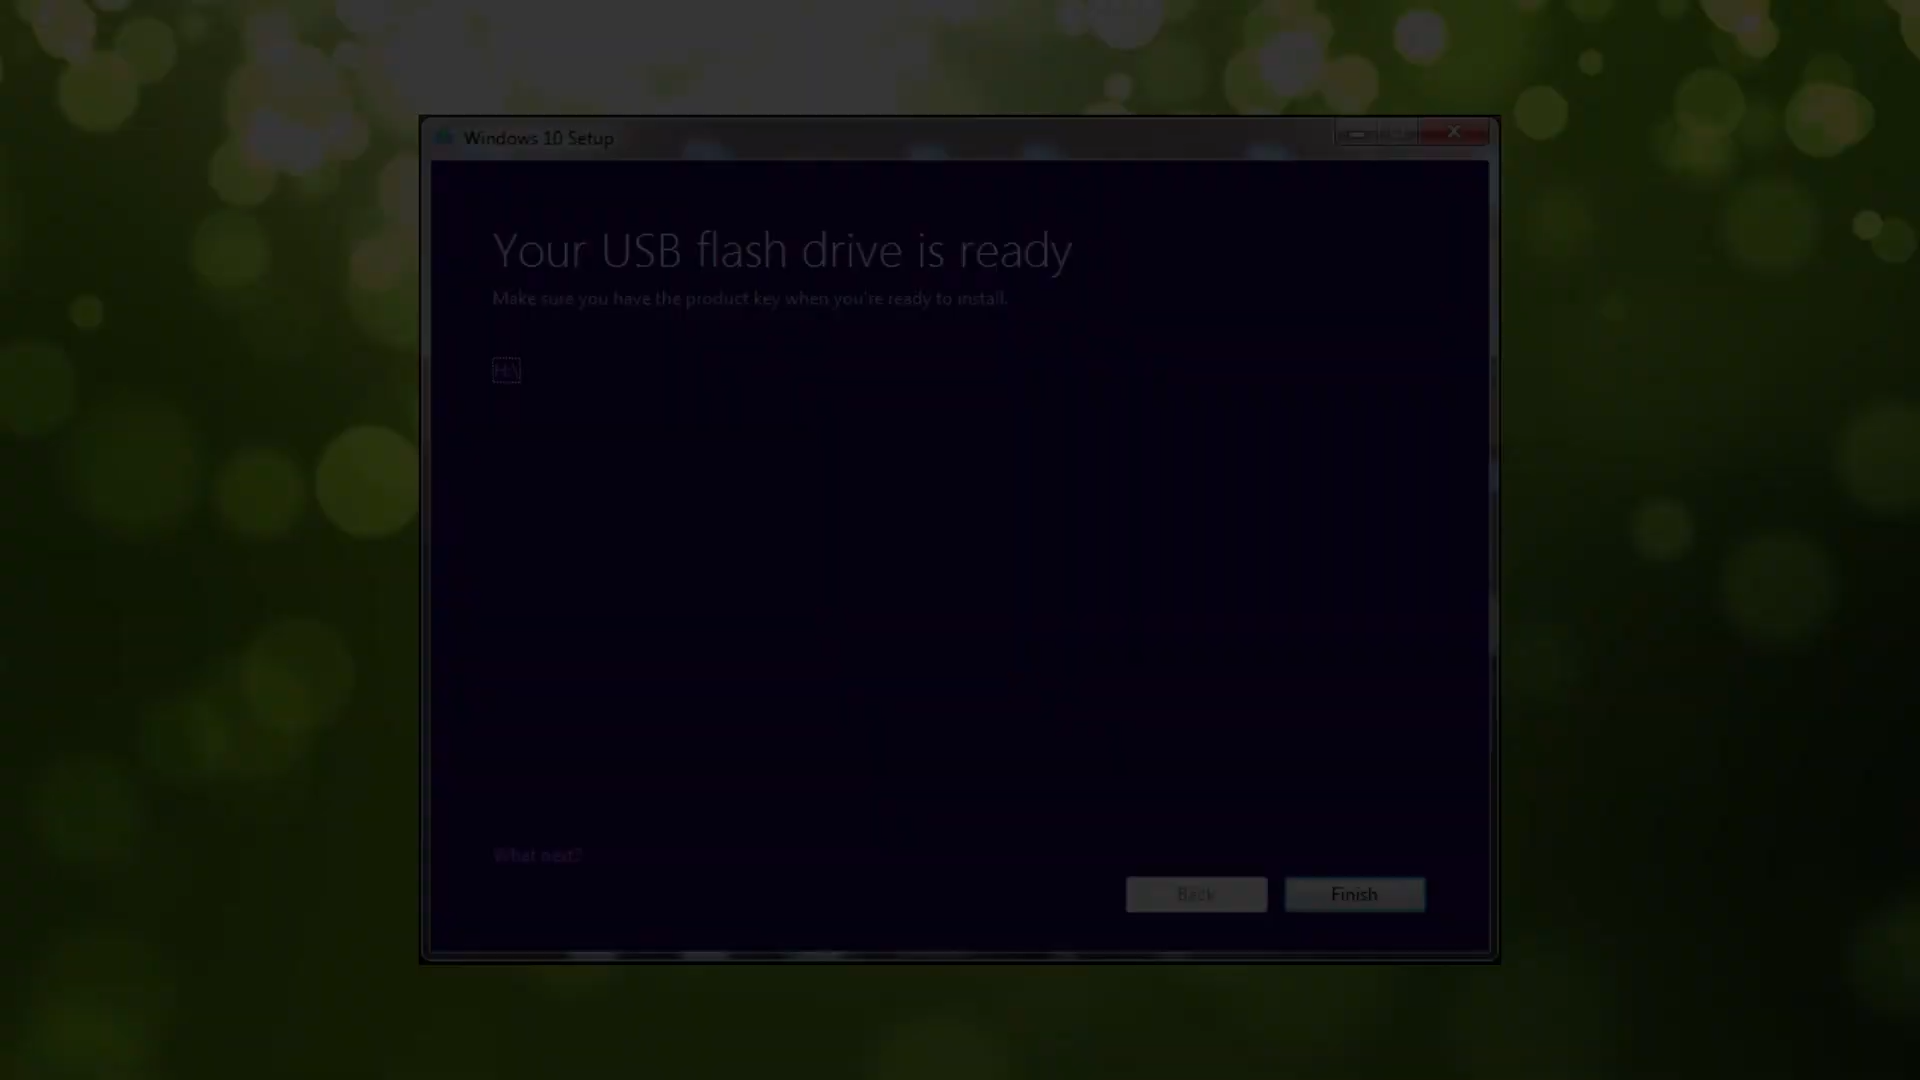 Windows 10 Setup
Your USB flash drive is ready
Make sure you have the product key when you're ready to install.
H:\
What next?
Back
Finish